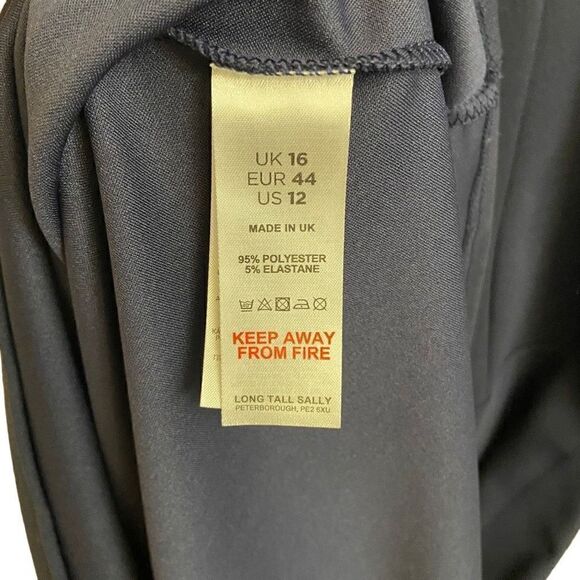 UK 16
EUR 44
US 12
MADE IN UK
95% POLYESTER
5% ELASTANE
KEEP AWAY
FROM FIRE
LONG TALL SALLY
PETERBOROUGH, PE2 6XU